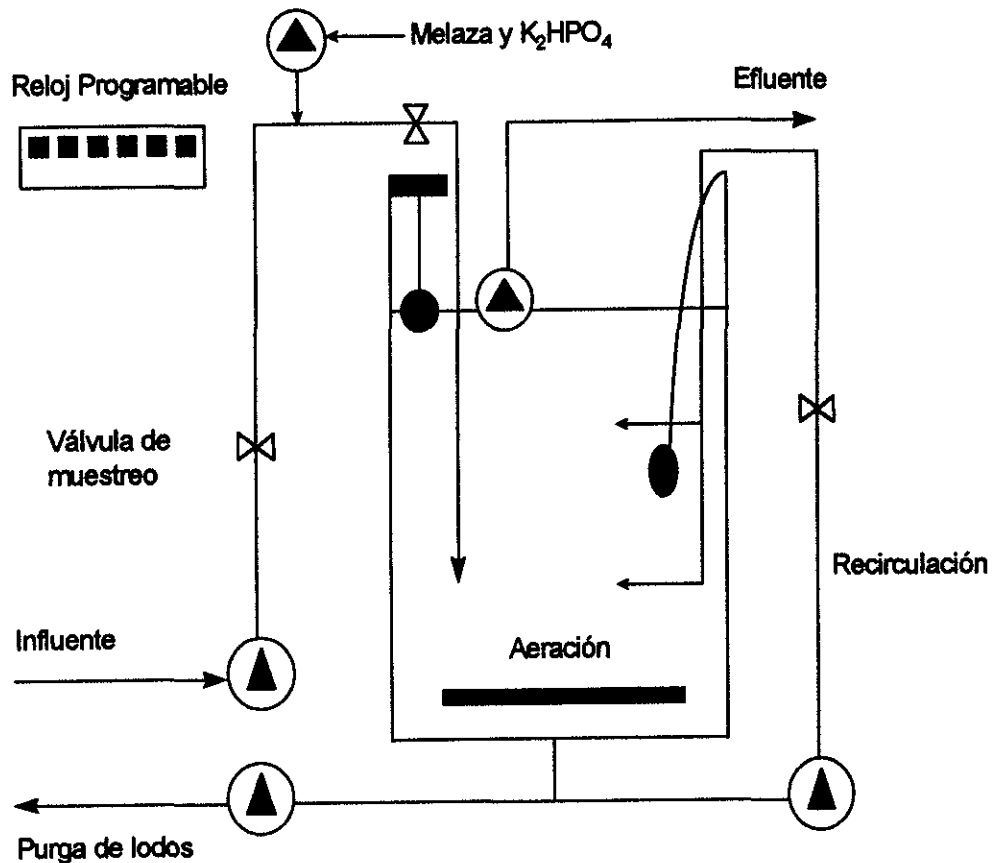 Melaza y K₂HPO₄
Reloj Programable
Efluente
Válvula de
muestreo
Recirculación
Influente
Aeración
Purga de lodos